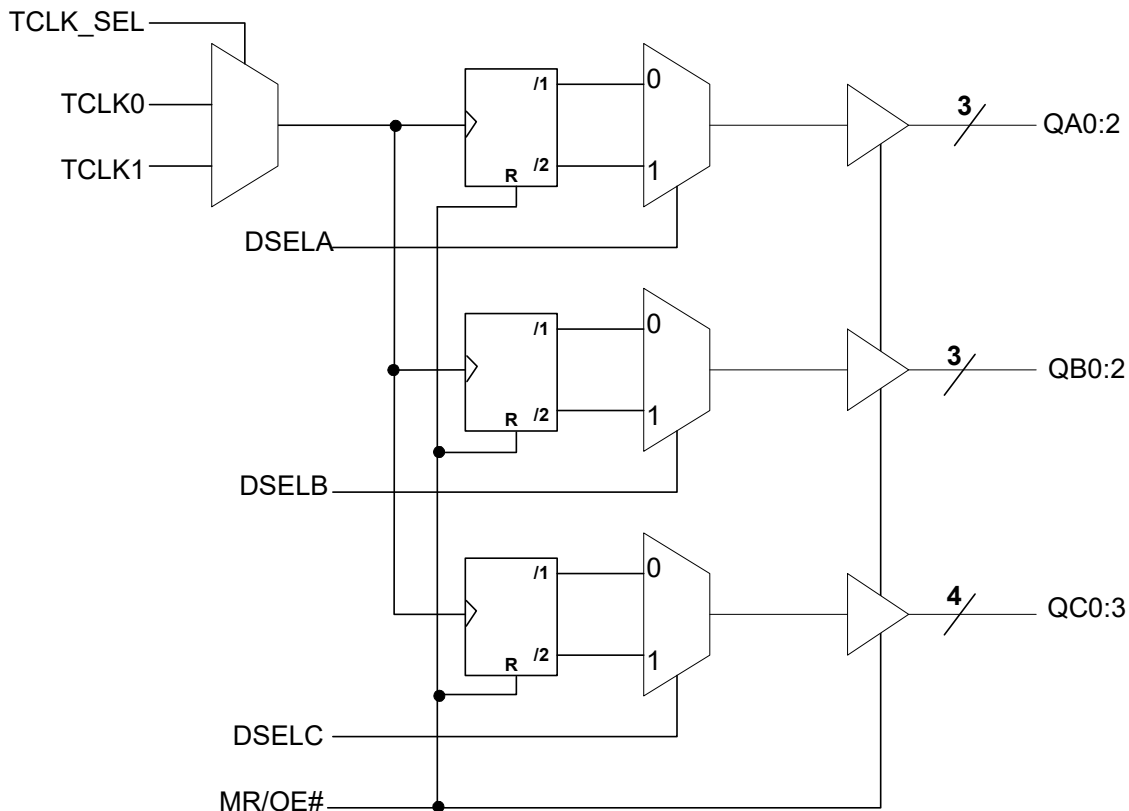 TCLK_SEL
TCLK0
TCLK1
/1
/2
R
0
1
3
QA0:2
DSELA
/1
/2
R
0
1
3
QB0:2
DSELB
/1
/2
R
0
1
4
QC0:3
DSELC
MR/OE#